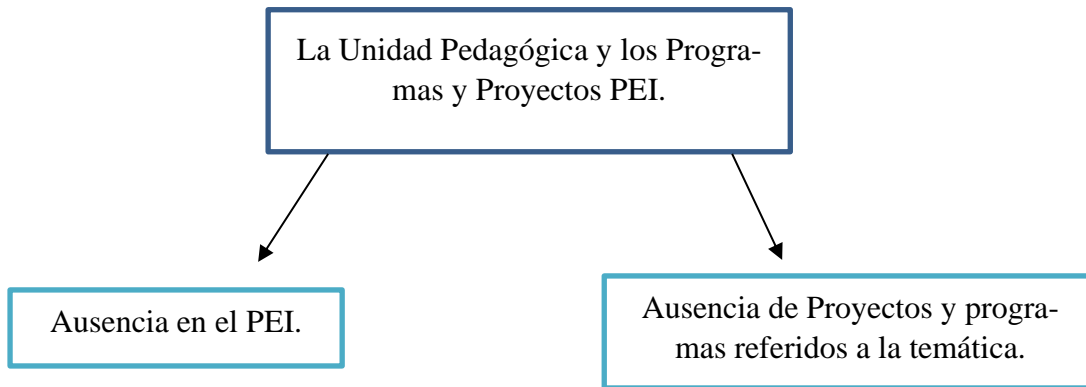 La Unidad Pedagógica y los Progra-
mas y Proyectos PEI.
Ausencia en el PEI.
Ausencia de Proyectos y progra-
mas referidos a la temática.